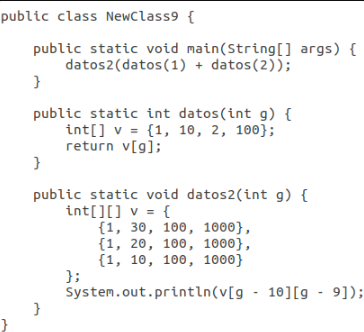 public class NewClass9 {
    public static void main(String[] args) {
        datos2(datos(1) + datos(2));
    }
    public static int datos(int g) {
        int[] v = {1, 10, 2, 100};
        return v[g];
    }
    public static void datos2(int g) {
        int[][] v = {
            {1, 30, 100, 1000},
            {1, 20, 100, 1000},
            {1, 10, 100, 1000}
        };
        System.out.println(v[g - 10][g - 9]);
    }
}